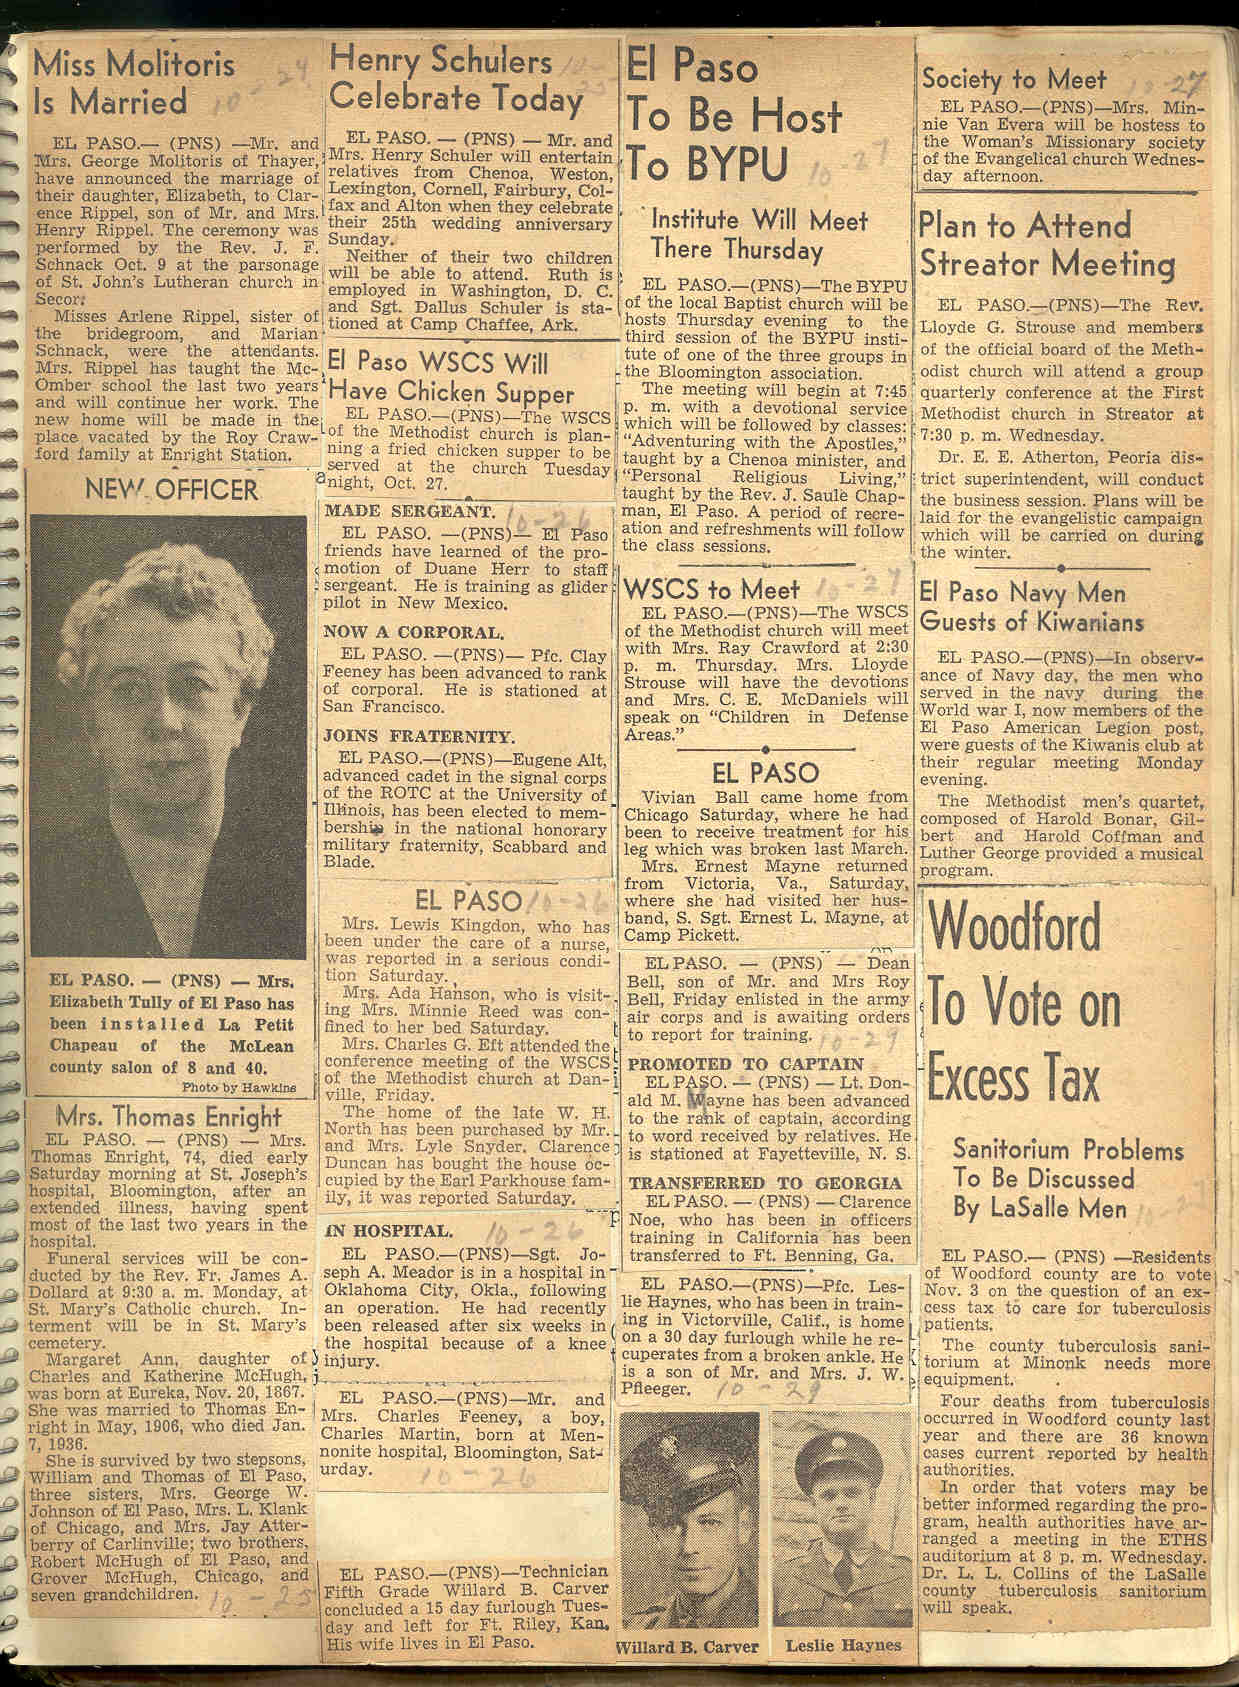 Miss Molitoris
Is Married
10-24
EL PASO.— (PNS) —Mr. and
Mrs. George Molitoris of Thayer,
have announced the marriage of
their daughter, Elizabeth, to Clar-
ence Rippel, son of Mr. and Mrs.
Henry Rippel. The ceremony was
performed by the Rev. J. F.
Schnack Oct. 9 at the parsonage
of St. John's Lutheran church in
Secor.
Misses Arlene Rippel, sister of
the bridegroom, and Marian
Schnack, were the attendants.
Mrs. Rippel has taught the Mc-
Omber school the last two years
and will continue her work. The
new home will be made in the
place vacated by the Roy Craw-
ford family at Enright Station.
NEW OFFICER
EL PASO. — (PNS) — Mrs.
Elizabeth Tully of El Paso has
been installed La Petit
Chapeau of the McLean
county salon of 8 and 40.
Photo by Hawkins
Mrs. Thomas Enright
EL PASO. — (PNS) — Mrs.
Thomas Enright, 74, died early
Saturday morning at St. Joseph's
hospital, Bloomington, after an
extended illness, having spent
most of the last two years in the
hospital.
Funeral services will be con-
ducted by the Rev. Fr. James A.
Dollard at 9:30 a. m. Monday, at
St. Mary's Catholic church. In-
terment will be in St. Mary's
cemetery.
Margaret Ann, daughter of
Charles and Katherine McHugh,
was born at Eureka, Nov. 20, 1867.
She was married to Thomas En-
right in May, 1906, who died Jan.
7, 1936.
She is survived by two stepsons,
William and Thomas of El Paso,
three sisters, Mrs. George W.
Johnson of El Paso, Mrs. L. Klank
of Chicago, and Mrs. Jay Atter-
berry of Carlinville; two brothers,
Robert McHugh of El Paso, and
Grover McHugh, Chicago, and
seven grandchildren.
10-25
Henry Schulers
Celebrate Today
10-25
EL PASO. — (PNS) — Mr. and
Mrs. Henry Schuler will entertain
relatives from Chenoa, Weston,
Lexington, Cornell, Fairbury, Col-
fax and Alton when they celebrate
their 25th wedding anniversary
Sunday.
Neither of their two children
will be able to attend. Ruth is
employed in Washington, D. C.
and Sgt. Dallus Schuler is sta-
tioned at Camp Chaffee, Ark.
El Paso WSCS Will
Have Chicken Supper
EL PASO.—(PNS)—The WSCS
of the Methodist church is plan-
ning a fried chicken supper to be
served at the church Tuesday
night, Oct. 27.
MADE SERGEANT.
10-26
EL PASO. —(PNS)— El Paso
friends have learned of the pro-
motion of Duane Herr to staff
sergeant. He is training as glider
pilot in New Mexico.
NOW A CORPORAL.
EL PASO. —(PNS)— Pfc. Clay
Feeney has been advanced to rank
of corporal. He is stationed at
San Francisco.
JOINS FRATERNITY.
EL PASO.—(PNS)—Eugene Alt,
advanced cadet in the signal corps
of the ROTC at the University of
Illinois, has been elected to mem-
bership in the national honorary
military fraternity, Scabbard and
Blade.
EL PASO
10-26
Mrs. Lewis Kingdon, who has
been under the care of a nurse,
was reported in a serious condi-
tion Saturday.
Mrs. Ada Hanson, who is visit-
ing Mrs. Minnie Reed was con-
fined to her bed Saturday.
Mrs. Charles G. Eft attended the
conference meeting of the WSCS
of the Methodist church at Dan-
ville, Friday.
The home of the late W. H.
North has been purchased by Mr.
and Mrs. Lyle Snyder. Clarence
Duncan has bought the house oc-
cupied by the Earl Parkhouse fam-
ily, it was reported Saturday.
IN HOSPITAL.
10-26
EL PASO.—(PNS)—Sgt. Jo-
seph A. Meador is in a hospital in
Oklahoma City, Okla., following
an operation. He had recently
been released after six weeks in
the hospital because of a knee
injury.
EL PASO.—(PNS)—Mr. and
Mrs. Charles Feeney, a boy,
Charles Martin, born at Men-
nonite hospital, Bloomington, Sat-
urday.
10-26
EL PASO.—(PNS)—Technician
Fifth Grade Willard B. Carver
concluded a 15 day furlough Tues-
day and left for Ft. Riley, Kan.
His wife lives in El Paso.
El Paso
To Be Host
To BYPU
10-27
Institute Will Meet
There Thursday
EL PASO.—(PNS)—The BYPU
of the local Baptist church will be
hosts Thursday evening to the
third session of the BYPU insti-
tute of one of the three groups in
the Bloomington association.
The meeting will begin at 7:45
p. m. with a devotional service
which will be followed by classes:
"Adventuring with the Apostles,"
taught by a Chenoa minister, and
"Personal Religious Living,"
taught by the Rev. J. Saule Chap-
man, El Paso. A period of recre-
ation and refreshments will follow
the class sessions.
WSCS to Meet
10-27
EL PASO.—(PNS)—The WSCS
of the Methodist church will meet
with Mrs. Ray Crawford at 2:30
p. m. Thursday. Mrs. Lloyde
Strouse will have the devotions
and Mrs. C. E. McDaniels will
speak on "Children in Defense
Areas."
EL PASO
Vivian Ball came home from
Chicago Saturday, where he had
been to receive treatment for his
leg which was broken last March.
Mrs. Ernest Mayne returned
from Victoria, Va., Saturday,
where she had visited her hus-
band, S. Sgt. Ernest L. Mayne, at
Camp Pickett.
EL PASO. — (PNS) — Dean
Bell, son of Mr. and Mrs Roy
Bell, Friday enlisted in the army
air corps and is awaiting orders
to report for training.
10-29
PROMOTED TO CAPTAIN
EL PASO. — (PNS) — Lt. Don-
ald M. Wayne has been advanced
to the rank of captain, according
to word received by relatives. He
is stationed at Fayetteville, N. S.
TRANSFERRED TO GEORGIA
EL PASO. — (PNS) — Clarence
Noe, who has been in officers
training in California has been
transferred to Ft. Benning, Ga.
EL PASO.—(PNS)—Pfc. Les-
lie Haynes, who has been in train-
ing in Victorville, Calif., is home
on a 30 day furlough while he re-
cuperates from a broken ankle. He
is a son of Mr. and Mrs. J. W.
Pfleeger.
10-29
Willard B. Carver
Leslie Haynes
Society to Meet
10-27
EL PASO.—(PNS)—Mrs. Min-
nie Van Evera will be hostess to
the Woman's Missionary society
of the Evangelical church Wednes-
day afternoon.
Plan to Attend
Streator Meeting
EL PASO.—(PNS)—The Rev.
Lloyde G. Strouse and members
of the official board of the Meth-
odist church will attend a group
quarterly conference at the First
Methodist church in Streator at
7:30 p. m. Wednesday.
Dr. E. E. Atherton, Peoria dis-
trict superintendent, will conduct
the business session. Plans will be
laid for the evangelistic campaign
which will be carried on during
the winter.
El Paso Navy Men
Guests of Kiwanians
EL PASO.—(PNS)—In observ-
ance of Navy day, the men who
served in the navy during the
World war I, now members of the
El Paso American Legion post,
were guests of the Kiwanis club at
their regular meeting Monday
evening.
The Methodist men's quartet,
composed of Harold Bonar, Gil-
bert and Harold Coffman and
Luther George provided a musical
program.
Woodford
To Vote on
Excess Tax
Sanitorium Problems
To Be Discussed
By LaSalle Men
10-27
EL PASO.— (PNS) —Residents
of Woodford county are to vote
Nov. 3 on the question of an ex-
cess tax to care for tuberculosis
patients.
The county tuberculosis sani-
torium at Minonk needs more
equipment.
Four deaths from tuberculosis
occurred in Woodford county last
year and there are 36 known
cases current reported by health
authorities.
In order that voters may be
better informed regarding the pro-
gram, health authorities have ar-
ranged a meeting in the ETHS
auditorium at 8 p. m. Wednesday.
Dr. L. L. Collins of the LaSalle
county tuberculosis sanitorium
will speak.